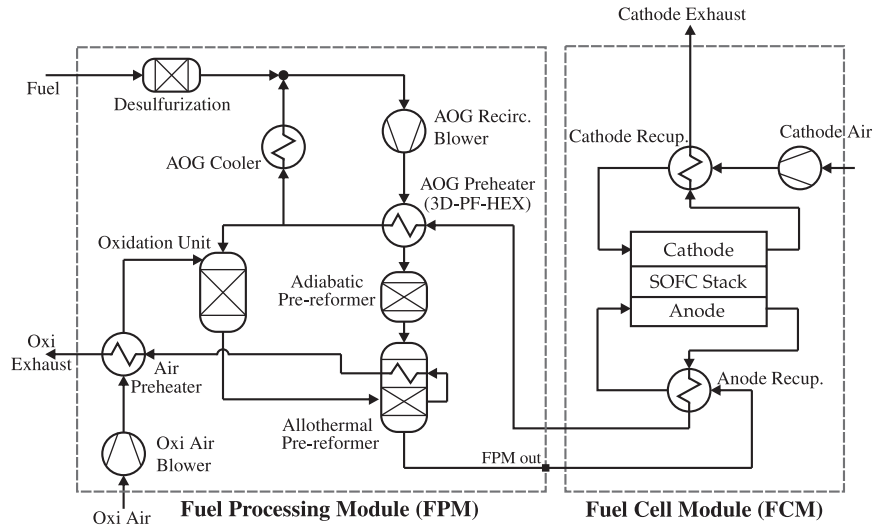 Cathode Exhaust
Fuel
Desulfurization
AOG Recirc.
Blower
AOG Cooler
Cathode Recup.
Cathode Air
AOG Preheater
(3D-PF-HEX)
Oxidation Unit
Cathode
SOFC Stack
Anode
Adiabatic
Pre-reformer
Oxi
Exhaust
Air
Preheater
Anode Recup.
Allothermal
Pre-reformer
Oxi Air
Blower
FPM out
Oxi Air
Fuel Processing Module (FPM)
Fuel Cell Module (FCM)